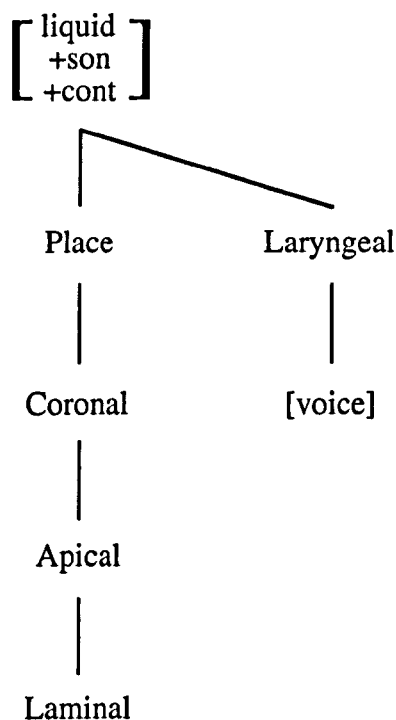 liquid
+son
+cont
Place Laryngeal
Coronal [voice]
Apical
Laminal